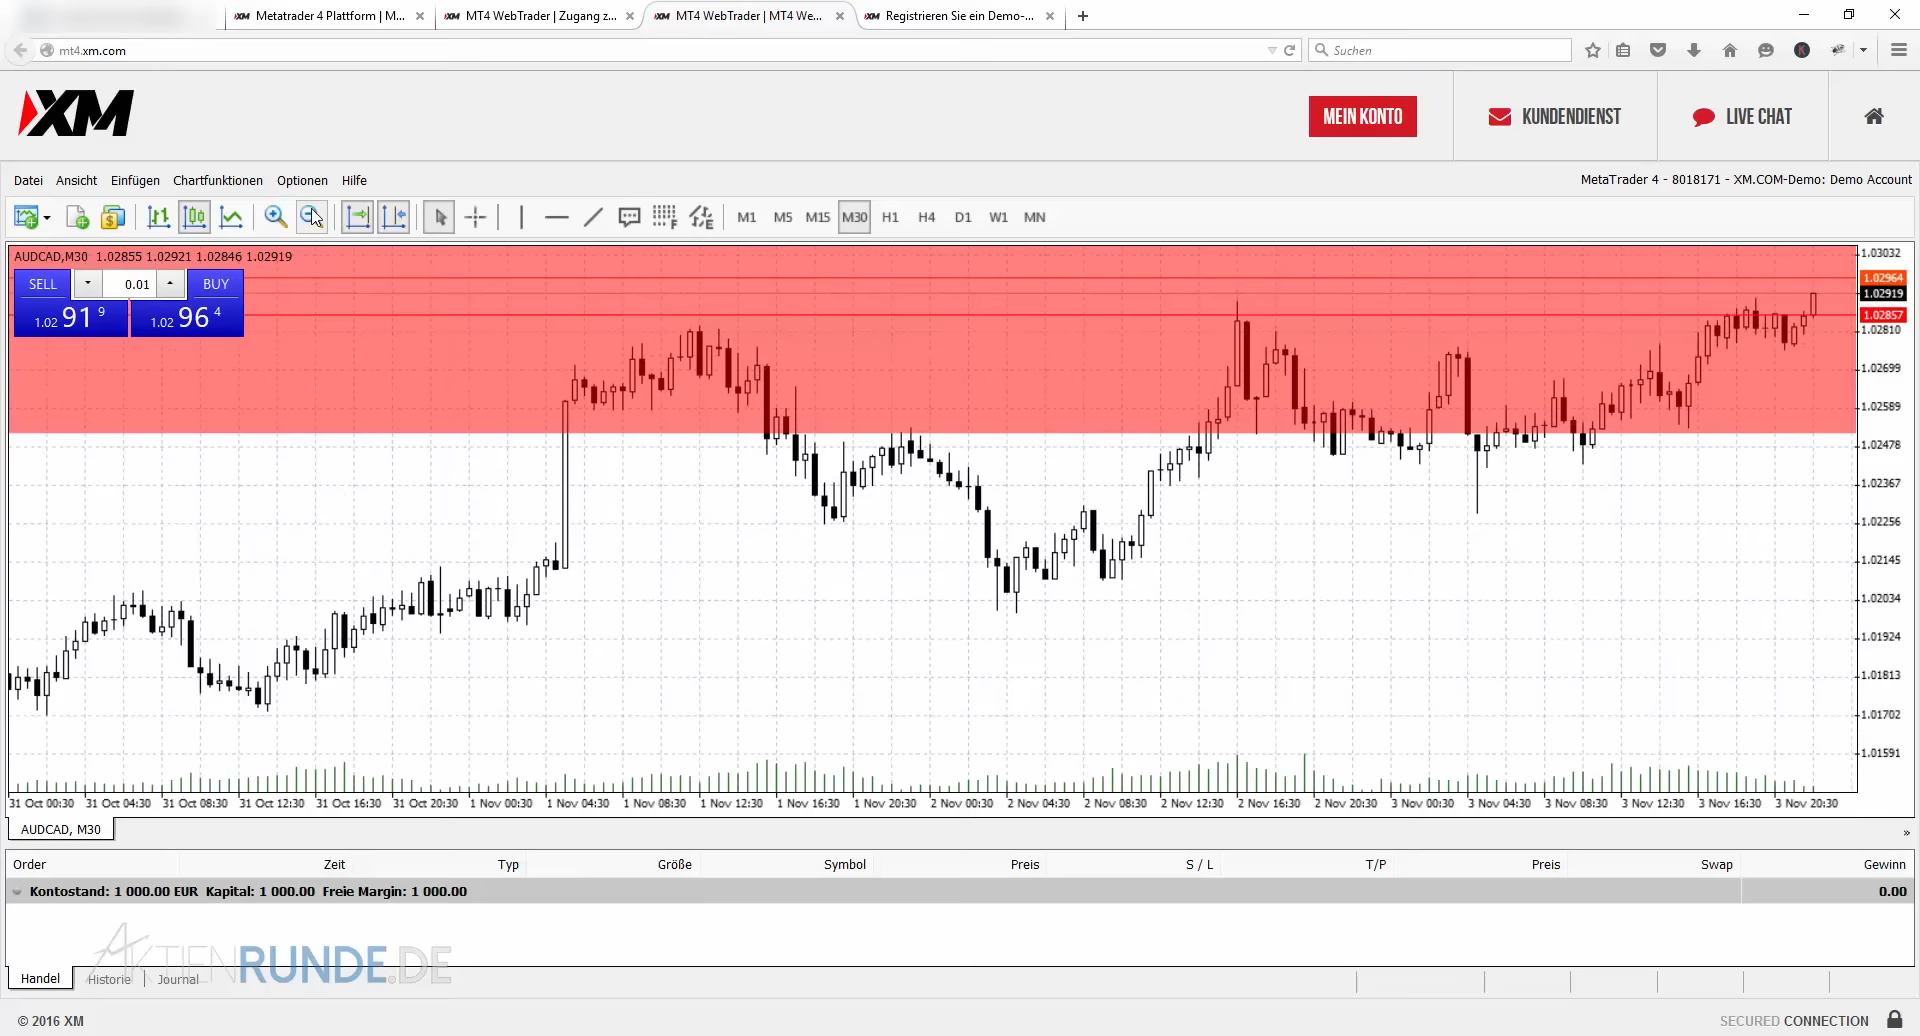 XM Metatrader 4 Plattform | M...
XM MT4 WebTrader | Zugang z...
XM MT4 WebTrader | MT4 We...
XM Registrieren Sie ein Demo-...
mt4.xm.com
Suchen
XM
MEIN KONTO
KUNDENDIENST
LIVE CHAT
Datei Ansicht Einfügen Chartfunktionen Optionen Hilfe
MetaTrader 4 - 8018171 - XM.COM-Demo: Demo Account
M1 M5 M15 M30 H1 H4 D1 W1 MN
AUDCAD,M30 1.02855 1.02921 1.02846 1.02919
SELL 0.01 BUY
1.02 91 9 1.02 96 4
1.03032
1.02964
1.02919
1.02857
1.02810
1.02699
1.02589
1.02478
1.02367
1.02256
1.02145
1.02034
1.01924
1.01813
1.01702
1.01591
31 Oct 00:30 31 Oct 04:30 31 Oct 08:30 31 Oct 12:30 31 Oct 16:30 31 Oct 20:30 1 Nov 00:30 1 Nov 04:30 1 Nov 08:30 1 Nov 12:30 1 Nov 16:30 1 Nov 20:30 2 Nov 00:30 2 Nov 04:30 2 Nov 08:30 2 Nov 12:30 2 Nov 16:30 2 Nov 20:30 3 Nov 00:30 3 Nov 04:30 3 Nov 08:30 3 Nov 12:30 3 Nov 16:30 3 Nov 20:30
AUDCAD, M30
»
Order Zeit Typ Größe Symbol Preis S / L T/P Preis Swap Gewinn
Kontostand: 1 000.00 EUR Kapital: 1 000.00 Freie Margin: 1 000.00 0.00
AKTIENRUNDE.DE
Handel Historie Journal
© 2016 XM
SECURED CONNECTION